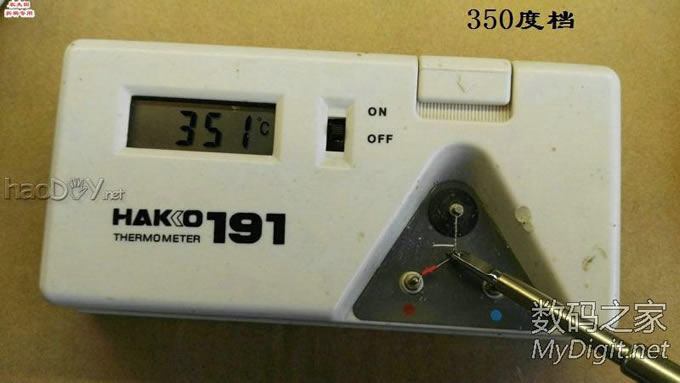 350度档
351°C
ON
OFF
HAKKO 191
THERMOMETER
haoDIY.net
数码之家
MyDigit.net